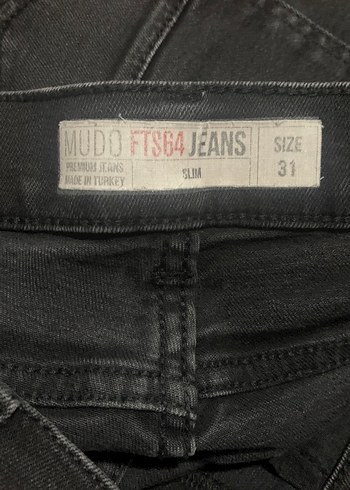 MUDO FTS64 JEANS
PREMIUM JEANS
MADE IN TURKEY
SLIM
SIZE
31